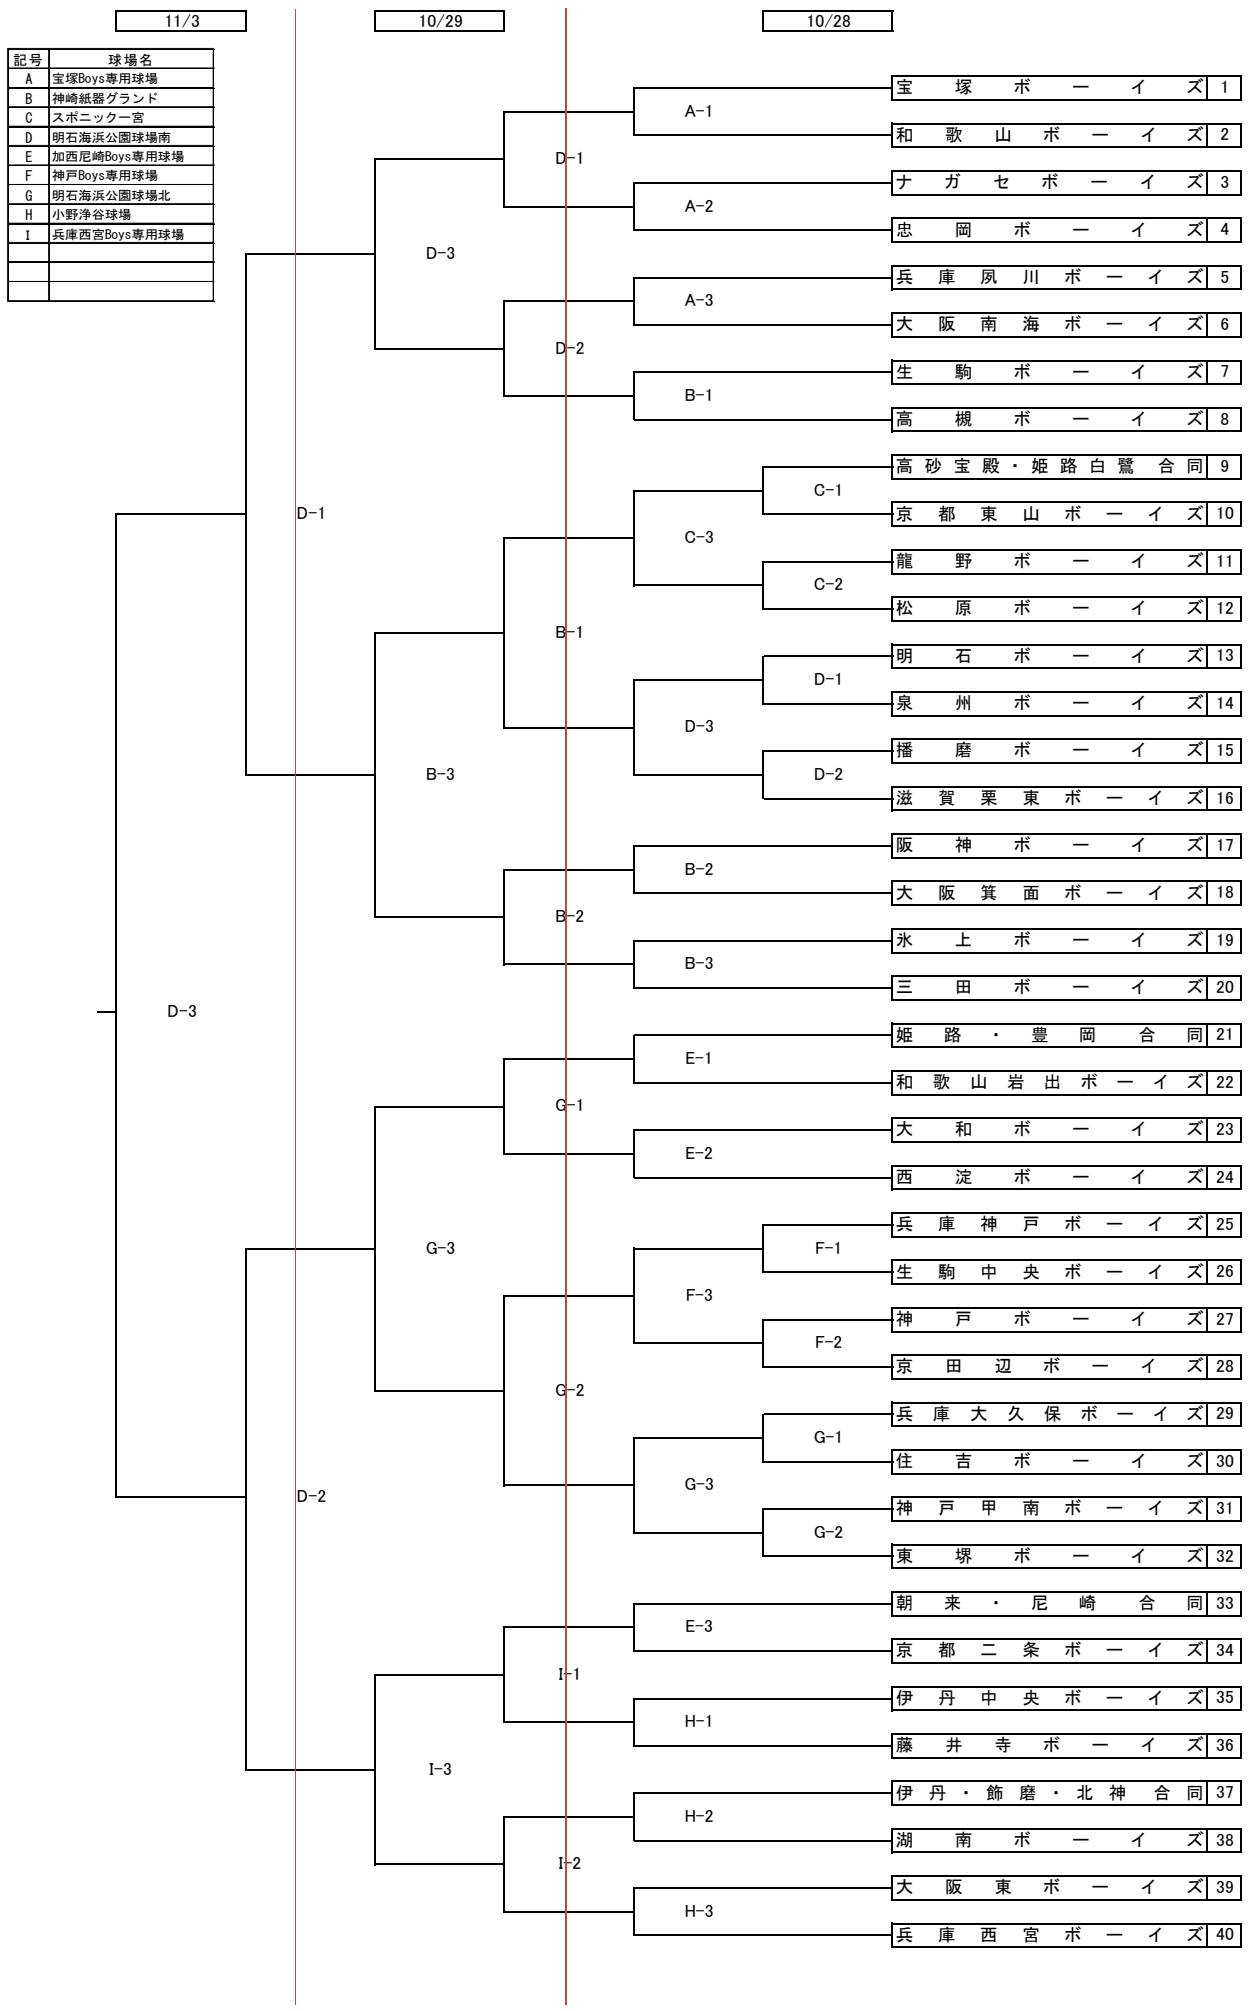 11/3 10/29 10/28
記号 球場名
A 宝塚Boys専用球場
B 神崎紙器グランド
C スポニック一宮
D 明石海浜公園球場南
E 加西尼崎Boys専用球場
F 神戸Boys専用球場
G 明石海浜公園球場北
H 小野浄谷球場
I 兵庫西宮Boys専用球場
宝塚ボーイズ 1
A-1
和歌山ボーイズ 2
D-1
ナガセボーイズ 3
A-2
忠岡ボーイズ 4
D-3
兵庫夙川ボーイズ 5
A-3
大阪南海ボーイズ 6
D-2
生駒ボーイズ 7
B-1
高槻ボーイズ 8
高砂宝殿・姫路白鷺 合同 9
C-1
京都東山ボーイズ 10
D-1
C-3
龍野ボーイズ 11
C-2
松原ボーイズ 12
B-1
明石ボーイズ 13
D-1
泉州ボーイズ 14
D-3
播磨ボーイズ 15
B-3
D-2
滋賀栗東ボーイズ 16
阪神ボーイズ 17
B-2
大阪箕面ボーイズ 18
B-2
氷上ボーイズ 19
B-3
三田ボーイズ 20
D-3
姫路・豊岡 合同 21
E-1
和歌山岩出ボーイズ 22
G-1
大和ボーイズ 23
E-2
西淀ボーイズ 24
兵庫神戸ボーイズ 25
G-3
F-1
生駒中央ボーイズ 26
F-3
神戸ボーイズ 27
F-2
京田辺ボーイズ 28
G-2
兵庫大久保ボーイズ 29
G-1
住吉ボーイズ 30
G-3
D-2
神戸甲南ボーイズ 31
G-2
東堺ボーイズ 32
朝来・尼崎 合同 33
E-3
京都二条ボーイズ 34
I-1
伊丹中央ボーイズ 35
H-1
藤井寺ボーイズ 36
I-3
伊丹・飾磨・北神 合同 37
H-2
湖南ボーイズ 38
I-2
大阪東ボーイズ 39
H-3
兵庫西宮ボーイズ 40